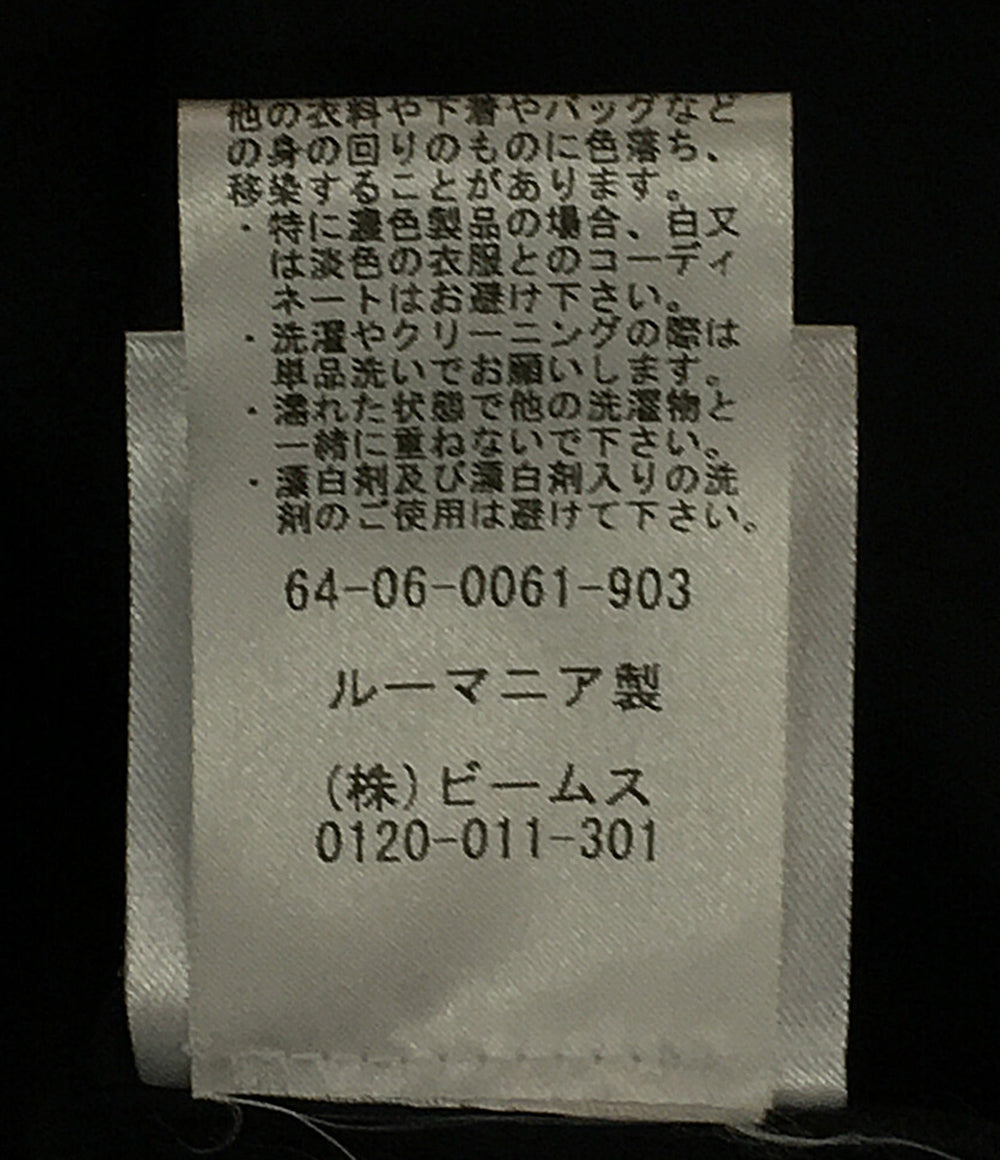 他の衣料や下着やバッグなど
の身の回りのものに色落ち、
移染することがあります。
・特に濃色製品の場合、白又
は淡色の衣服とのコーディ
ネートはお避け下さい。
・洗濯やクリーニングの際は
単品洗いでお願いします。
・濡れた状態で他の洗濯物と
一緒に重ねないで下さい。
・漂白剤及び漂白剤入りの洗
剤のご使用は避けて下さい。
64-06-0061-903
ルーマニア製
(株)ビームス
0120-011-301